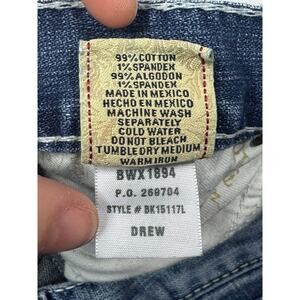 99% COTTON
1% SPANDEX
99% ALGODON
1% SPANDEX
MADE IN MEXICO
HECHO EN MEXICO
MACHINE WASH
SEPARATELY
COLD WATER
DO NOT BLEACH
TUMBLE DRY MEDIUM
WARM IRON
BWX1894
P.O. 269704
STYLE # BK15117L
DREW